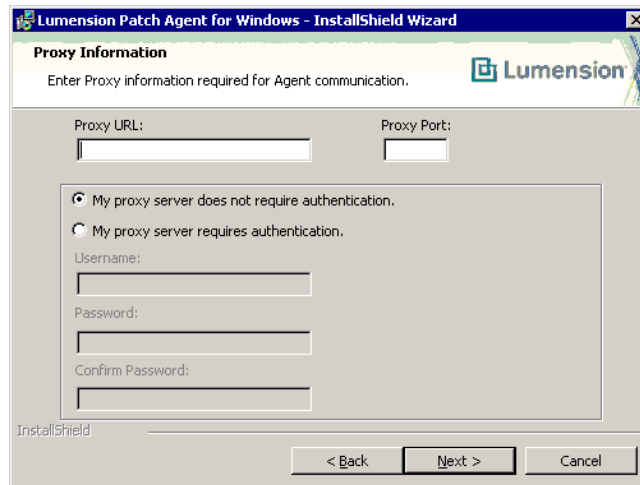 Lumension Patch Agent for Windows - InstallShield Wizard
Proxy Information
Enter Proxy information required for Agent communication.
Lumension
Proxy URL: Proxy Port:
My proxy server does not require authentication.
My proxy server requires authentication.
Username:
Password:
Confirm Password:
InstallShield
< Back Next > Cancel